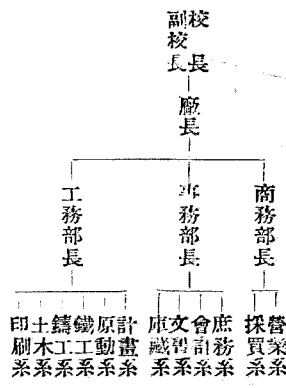 校長
副校長
廠長
商務部長
事務部長
工務部長
營業系
採買系
庶務系
會計系
文書系
庫藏系
計畫系
原動系
鐵工系
鑄工系
土木系
印刷系